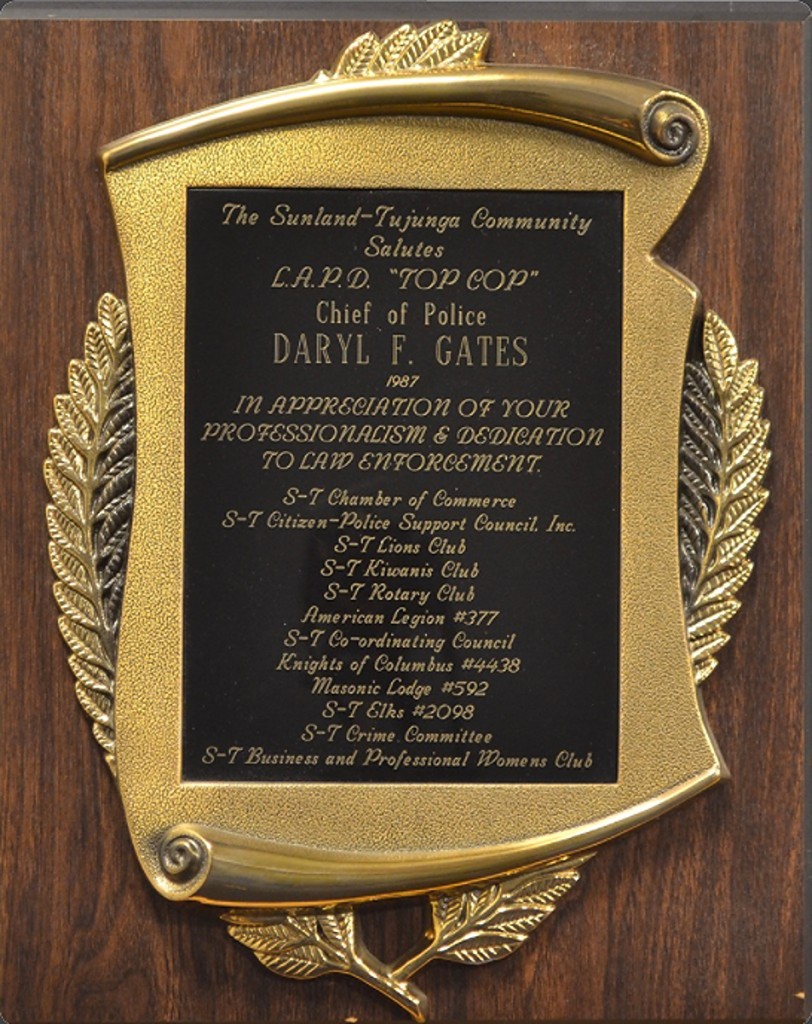 The Sunland-Tujunga Community
Salutes
L.A.P.D. "TOP COP"
Chief of Police
DARYL F. GATES
1987
IN APPRECIATION OF YOUR
PROFESSIONALISM & DEDICATION
TO LAW ENFORCEMENT.
S-T Chamber of Commerce
S-T Citizen-Police Support Council, Inc.
S-T Lions Club
S-T Kiwanis Club
S-T Rotary Club
American Legion #377
S-T Co-ordinating Council
Knights of Columbus #4438
Masonic Lodge #592
S-T Elks #2098
S-T Crime Committee
S-T Business and Professional Womens Club